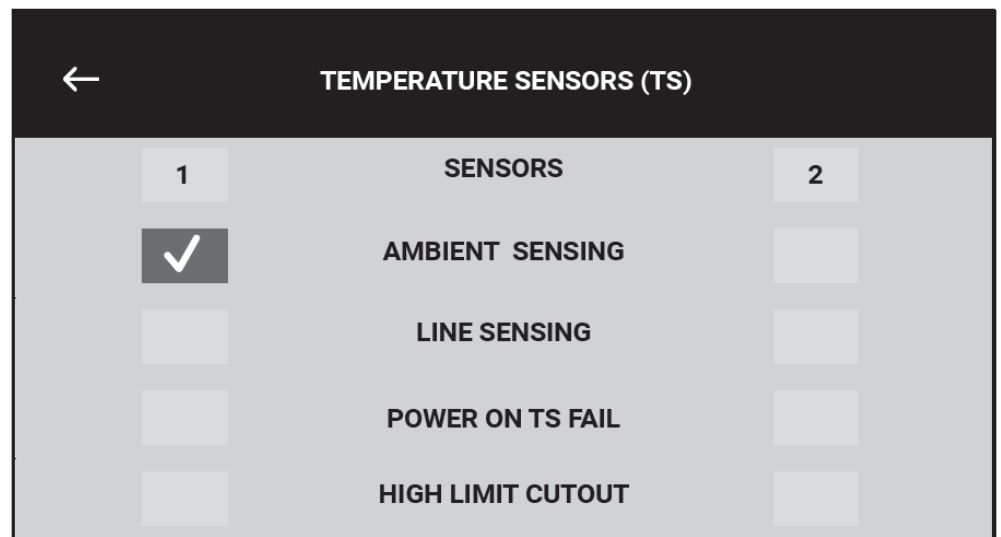 TEMPERATURE SENSORS (TS)
1 SENSORS 2
AMBIENT SENSING
LINE SENSING
POWER ON TS FAIL
HIGH LIMIT CUTOUT